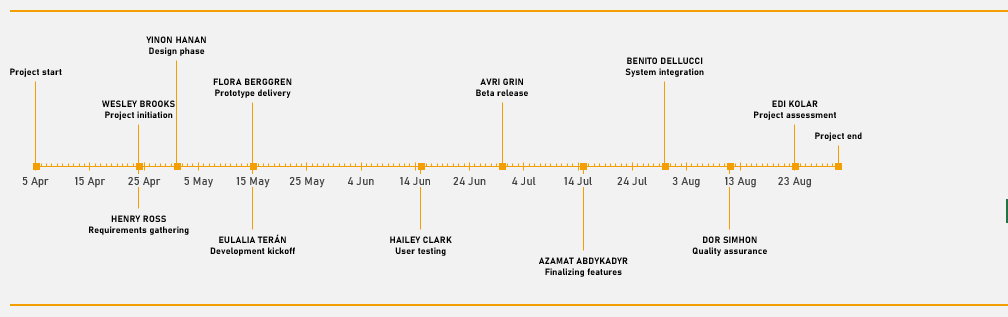 YINON HANAN
Design phase
BENITO DELLUCCI
System integration
Project start
FLORA BERGGREN
Prototype delivery
AVRI GRIN
Beta release
WESLEY BROOKS
Project initiation
EDI KOLAR
Project assessment
Project end
5 Apr 15 Apr 25 Apr 5 May 15 May 25 May 4 Jun 14 Jun 24 Jun 4 Jul 14 Jul 24 Jul 3 Aug 13 Aug 23 Aug
HENRY ROSS
Requirements gathering
EULALIA TERÁN
Development kickoff
HAILEY CLARK
User testing
DOR SIMHON
Quality assurance
AZAMAT ABDYKADYR
Finalizing features